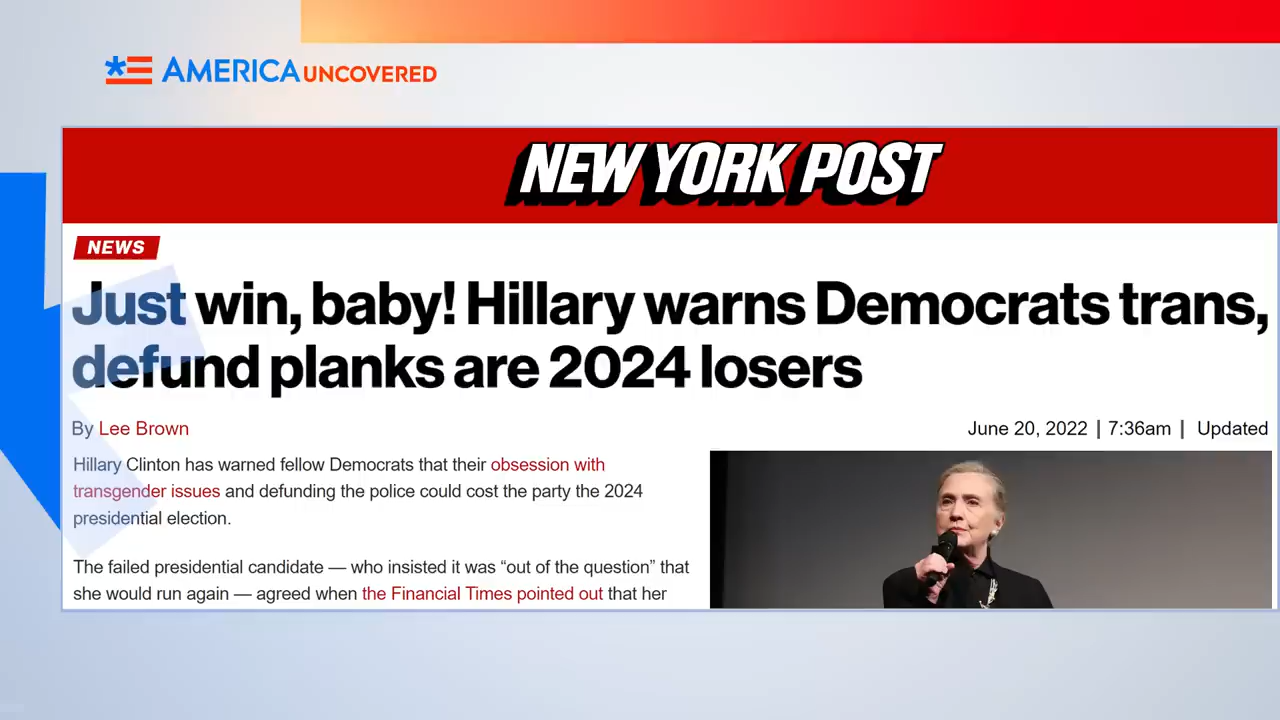 AMERICA UNCOVERED
NEW YORK POST
NEWS
Just win, baby! Hillary warns Democrats trans,
defund planks are 2024 losers
By Lee Brown
June 20, 2022 | 7:36am | Updated
Hillary Clinton has warned fellow Democrats that their obsession with
transgender issues and defunding the police could cost the party the 2024
presidential election.
The failed presidential candidate — who insisted it was “out of the question” that
she would run again — agreed when the Financial Times pointed out that her